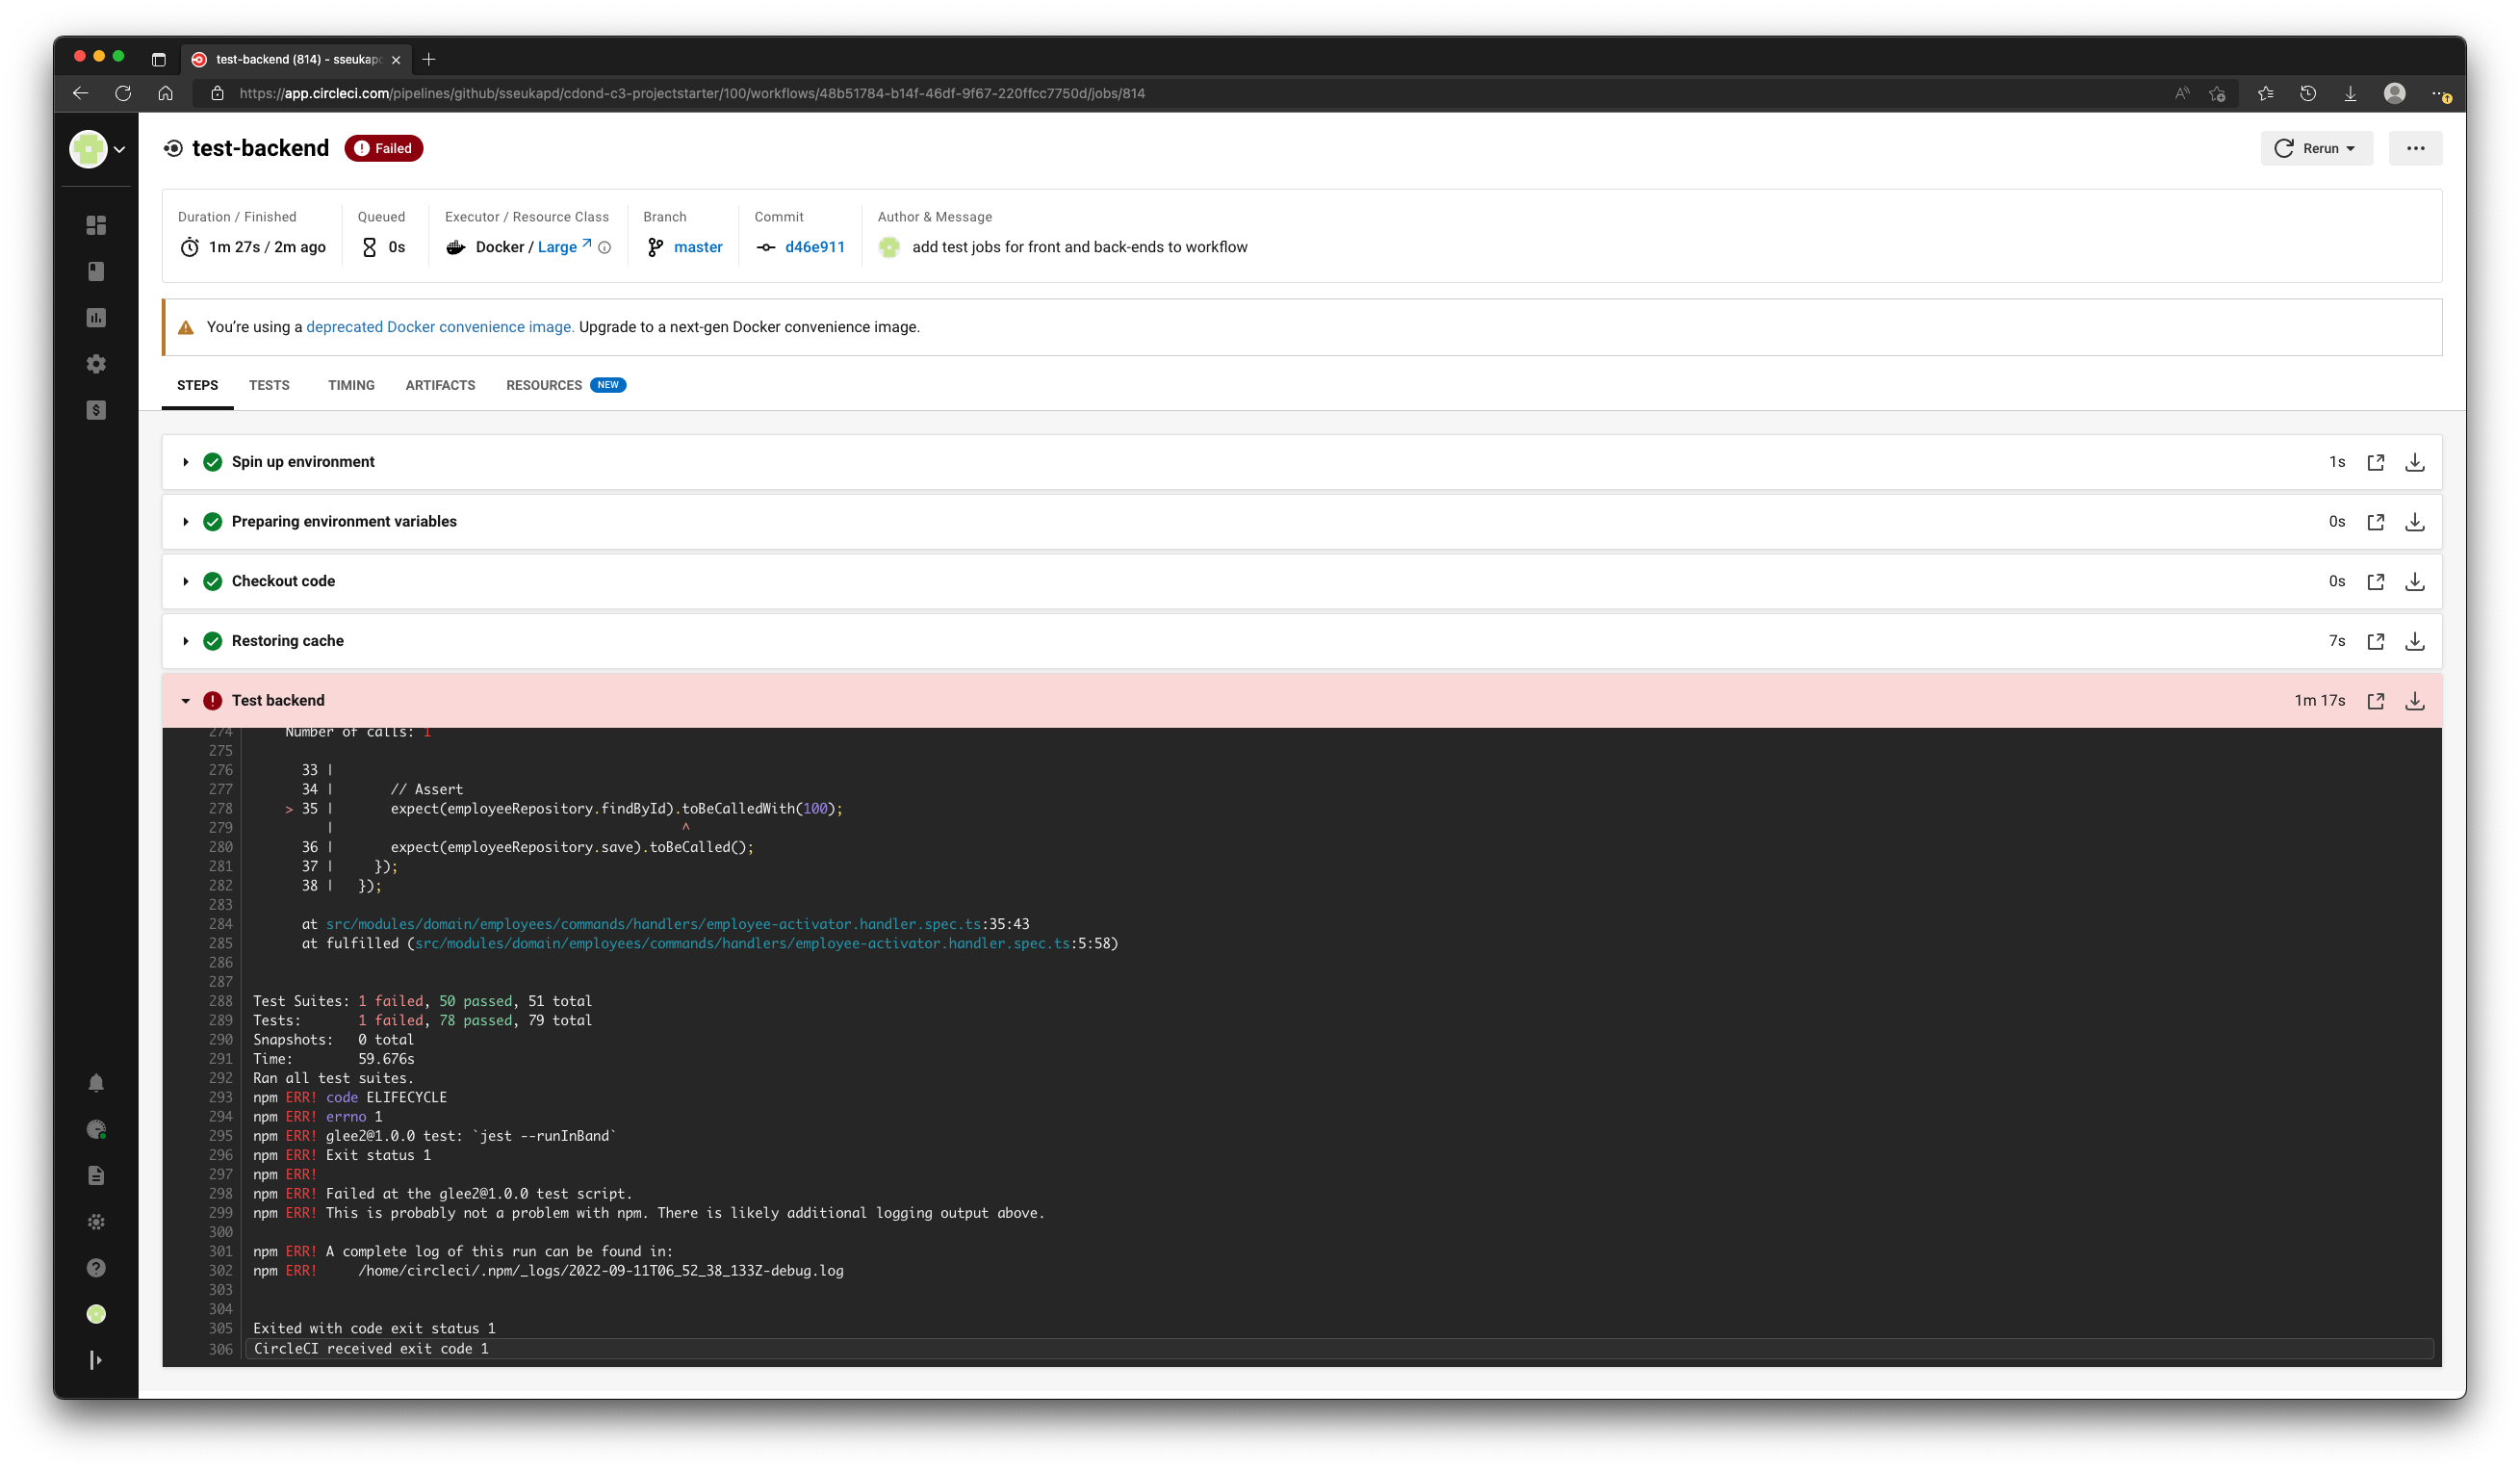 test-backend (814) - sseukapd
https://app.circleci.com/pipelines/github/sseukapd/cdond-c3-projectstarter/100/workflows/48b51784-b14f-46df-9f67-220ffcc7750d/jobs/814
test-backend Failed
Rerun
Duration / Finished Queued Executor / Resource Class Branch Commit Author & Message
1m 27s / 2m ago 0s Docker / Large master d46e911 add test jobs for front and back-ends to workflow
You're using a deprecated Docker convenience image. Upgrade to a next-gen Docker convenience image.
STEPS TESTS TIMING ARTIFACTS RESOURCES NEW
Spin up environment 1s
Preparing environment variables 0s
Checkout code 0s
Restoring cache 7s
Test backend 1m 17s
274 Number of calls: 1
275
276 33 |
277 34 | // Assert
278 > 35 | expect(employeeRepository.findById).toBeCalledWith(100);
279 | ^
280 36 | expect(employeeRepository.save).toBeCalled();
281 37 | });
282 38 | });
283
284 at src/modules/domain/employees/commands/handlers/employee-activator.handler.spec.ts:35:43
285 at fulfilled (src/modules/domain/employees/commands/handlers/employee-activator.handler.spec.ts:5:58)
286
287
288 Test Suites: 1 failed, 50 passed, 51 total
289 Tests: 1 failed, 78 passed, 79 total
290 Snapshots: 0 total
291 Time: 59.676s
292 Ran all test suites.
293 npm ERR! code ELIFECYCLE
294 npm ERR! errno 1
295 npm ERR! glee2@1.0.0 test: `jest --runInBand`
296 npm ERR! Exit status 1
297 npm ERR!
298 npm ERR! Failed at the glee2@1.0.0 test script.
299 npm ERR! This is probably not a problem with npm. There is likely additional logging output above.
300
301 npm ERR! A complete log of this run can be found in:
302 npm ERR! /home/circleci/.npm/_logs/2022-09-11T06_52_38_133Z-debug.log
303
304
305 Exited with code exit status 1
306 CircleCI received exit code 1